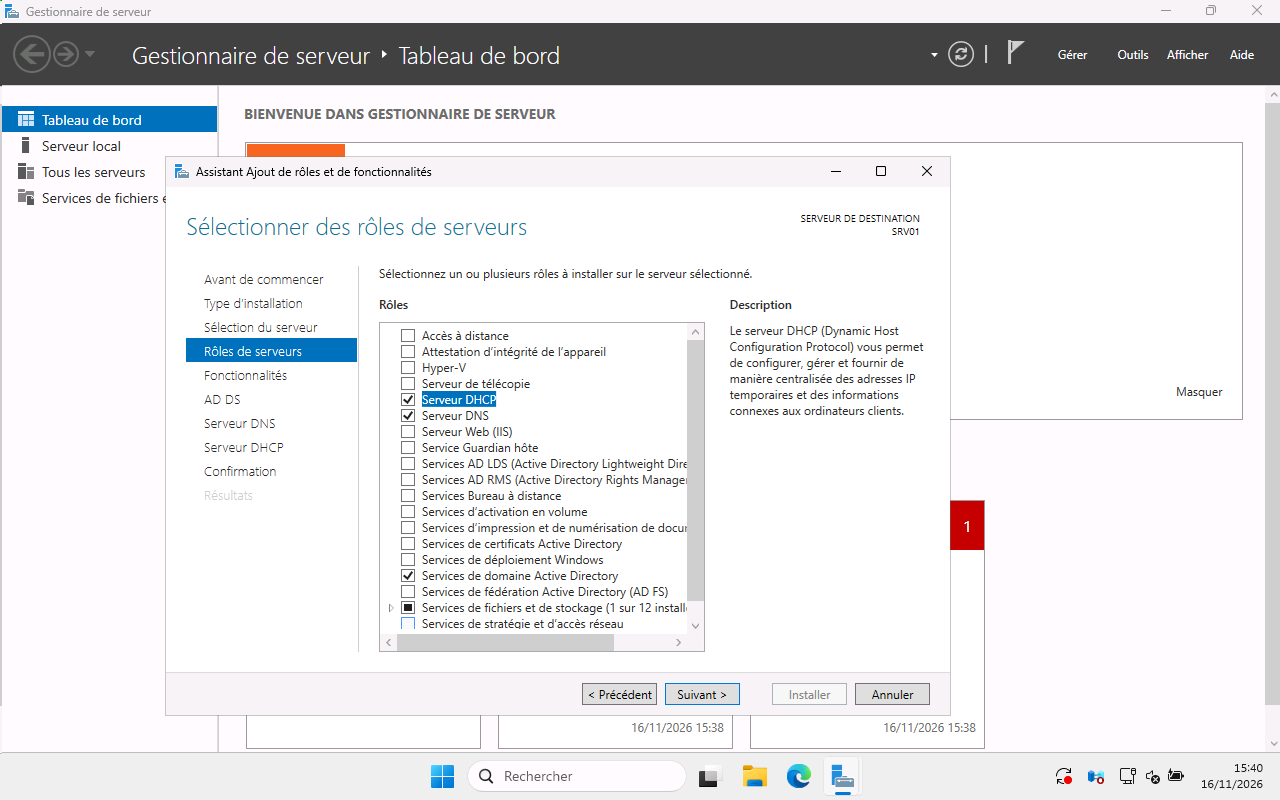 Gestionnaire de serveur
Gestionnaire de serveur • Tableau de bord
Gérer Outils Afficher Aide
Tableau de bord
Serveur local
Tous les serveurs
Services de fichiers e
BIENVENUE DANS GESTIONNAIRE DE SERVEUR
Masquer
Assistant Ajout de rôles et de fonctionnalités
Sélectionner des rôles de serveurs
SERVEUR DE DESTINATION
SRV01
Avant de commencer
Type d'installation
Sélection du serveur
Rôles de serveurs
Fonctionnalités
AD DS
Serveur DNS
Serveur DHCP
Confirmation
Résultats
Sélectionnez un ou plusieurs rôles à installer sur le serveur sélectionné.
Rôles
Accès à distance
Attestation d'intégrité de l'appareil
Hyper-V
Serveur de télécopie
Serveur DHCP
Serveur DNS
Serveur Web (IIS)
Service Guardian hôte
Services AD LDS (Active Directory Lightweight Dire
Services AD RMS (Active Directory Rights Manager
Services Bureau à distance
Services d'activation en volume
Services d'impression et de numérisation de docu
Services de certificats Active Directory
Services de déploiement Windows
Services de domaine Active Directory
Services de fédération Active Directory (AD FS)
Services de fichiers et de stockage (1 sur 12 install
Services de stratégie et d'accès réseau
Description
Le serveur DHCP (Dynamic Host
Configuration Protocol) vous permet
de configurer, gérer et fournir de
manière centralisée des adresses IP
temporaires et des informations
connexes aux ordinateurs clients.
< Précédent Suivant > Installer Annuler
1
16/11/2026 15:38
16/11/2026 15:38
Rechercher
15:40
16/11/2026